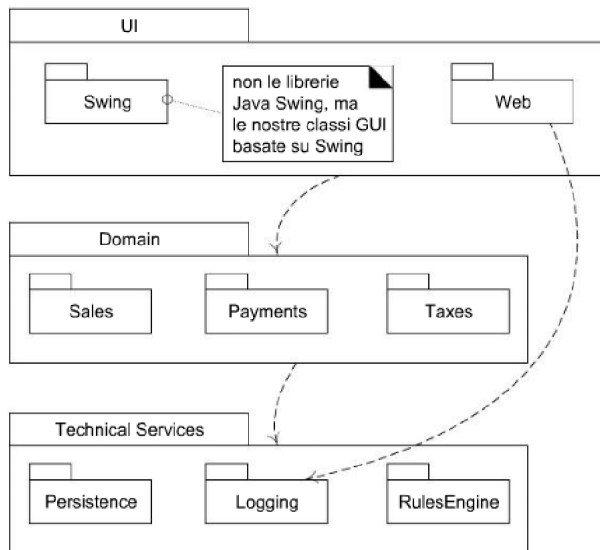 UI
Swing
non le librerie
Java Swing, ma
le nostre classi GUI
basate su Swing
Web
Domain
Sales
Payments
Taxes
Technical Services
Persistence
Logging
RulesEngine